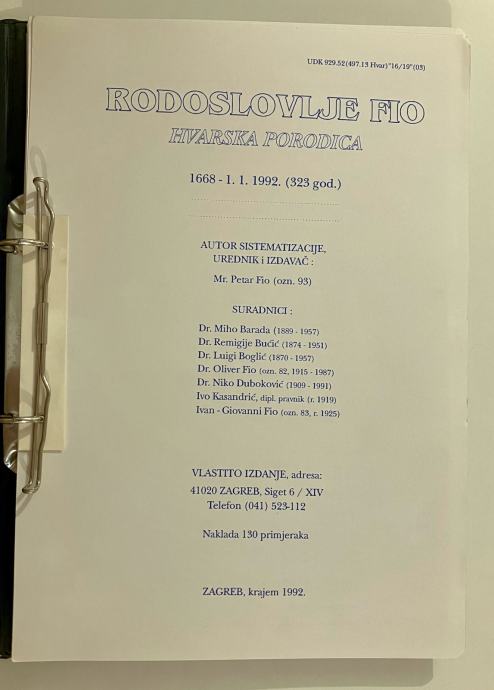 UDK 929.52(497.13 Hvar)"16/19"(03)
RODOSLOVLJE FIO
HVARSKA PORODICA
1668 - 1. 1. 1992. (323 god.)
AUTOR SISTEMATIZACIJE,
UREDNIK i IZDAVAČ :
Mr. Petar Fio (ozn. 93)
SURADNICI :
Dr. Miho Barada (1889 - 1957)
Dr. Remigije Bučić (1874 - 1951)
Dr. Luigi Boglić (1870 - 1957)
Dr. Oliver Fio (ozn. 82, 1915 - 1987)
Dr. Niko Duboković (1909 - 1991)
Ivo Kasandrić, dipl. pravnik (r. 1919)
Ivan - Giovanni Fio (ozn. 83, r. 1925)
VLASTITO IZDANJE, adresa:
41020 ZAGREB, Siget 6 / XIV
Telefon (041) 523-112
Naklada 130 primjeraka
ZAGREB, krajem 1992.